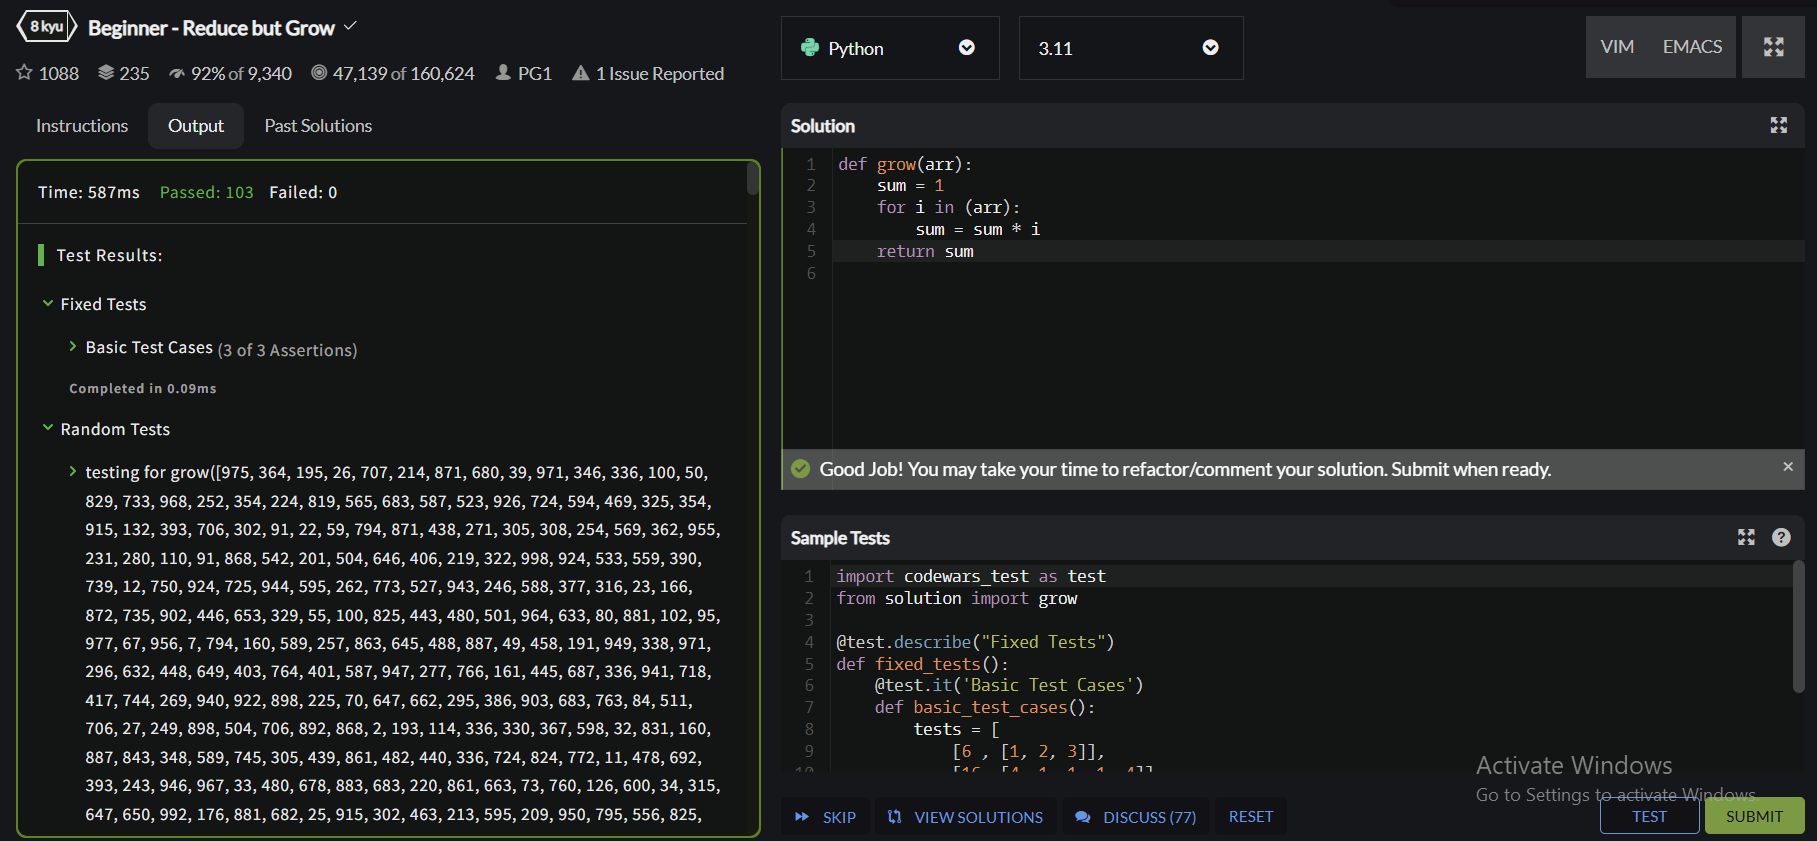 8 kyu Beginner - Reduce but Grow
1088 235 92% of 9,340 47,139 of 160,624 PG1 1 Issue Reported
Instructions Output Past Solutions
Time: 587ms Passed: 103 Failed: 0
Test Results:
Fixed Tests
Basic Test Cases (3 of 3 Assertions)
Completed in 0.09ms
Random Tests
testing for grow([975, 364, 195, 26, 707, 214, 871, 680, 39, 971, 346, 336, 100, 50,
829, 733, 968, 252, 354, 224, 819, 565, 683, 587, 523, 926, 724, 594, 469, 325, 354,
915, 132, 393, 706, 302, 91, 22, 59, 794, 871, 438, 271, 305, 308, 254, 569, 362, 955,
231, 280, 110, 91, 868, 542, 201, 504, 646, 406, 219, 322, 998, 924, 533, 559, 390,
739, 12, 750, 924, 725, 944, 595, 262, 773, 527, 943, 246, 588, 377, 316, 23, 166,
872, 735, 902, 446, 653, 329, 55, 100, 825, 443, 480, 501, 964, 633, 80, 881, 102, 95,
977, 67, 956, 7, 794, 160, 589, 257, 863, 645, 488, 887, 49, 458, 191, 949, 338, 971,
296, 632, 448, 649, 403, 764, 401, 587, 947, 277, 766, 161, 445, 687, 336, 941, 718,
417, 744, 269, 940, 922, 898, 225, 70, 647, 662, 295, 386, 903, 683, 763, 84, 511,
706, 27, 249, 898, 504, 706, 892, 868, 2, 193, 114, 336, 330, 367, 598, 32, 831, 160,
887, 843, 348, 589, 745, 305, 439, 861, 482, 440, 336, 724, 824, 772, 11, 478, 692,
393, 243, 946, 967, 33, 480, 678, 883, 683, 220, 861, 663, 73, 760, 126, 600, 34, 315,
647, 650, 992, 176, 881, 682, 25, 915, 302, 463, 213, 595, 209, 950, 795, 556, 825,
Python 3.11 VIM EMACS
Solution
1 def grow(arr):
2     sum = 1
3     for i in (arr):
4         sum = sum * i
5     return sum
6
Good Job! You may take your time to refactor/comment your solution. Submit when ready.
Sample Tests
1 import codewars_test as test
2 from solution import grow
3
4 @test.describe("Fixed Tests")
5 def fixed_tests():
6     @test.it('Basic Test Cases')
7     def basic_test_cases():
8         tests = [
9             [6 , [1, 2, 3]],
10             [16, [4, 1, 1, 1, 4]],
Activate Windows
Go to Settings to activate Windows.
SKIP VIEW SOLUTIONS DISCUSS (77) RESET TEST SUBMIT